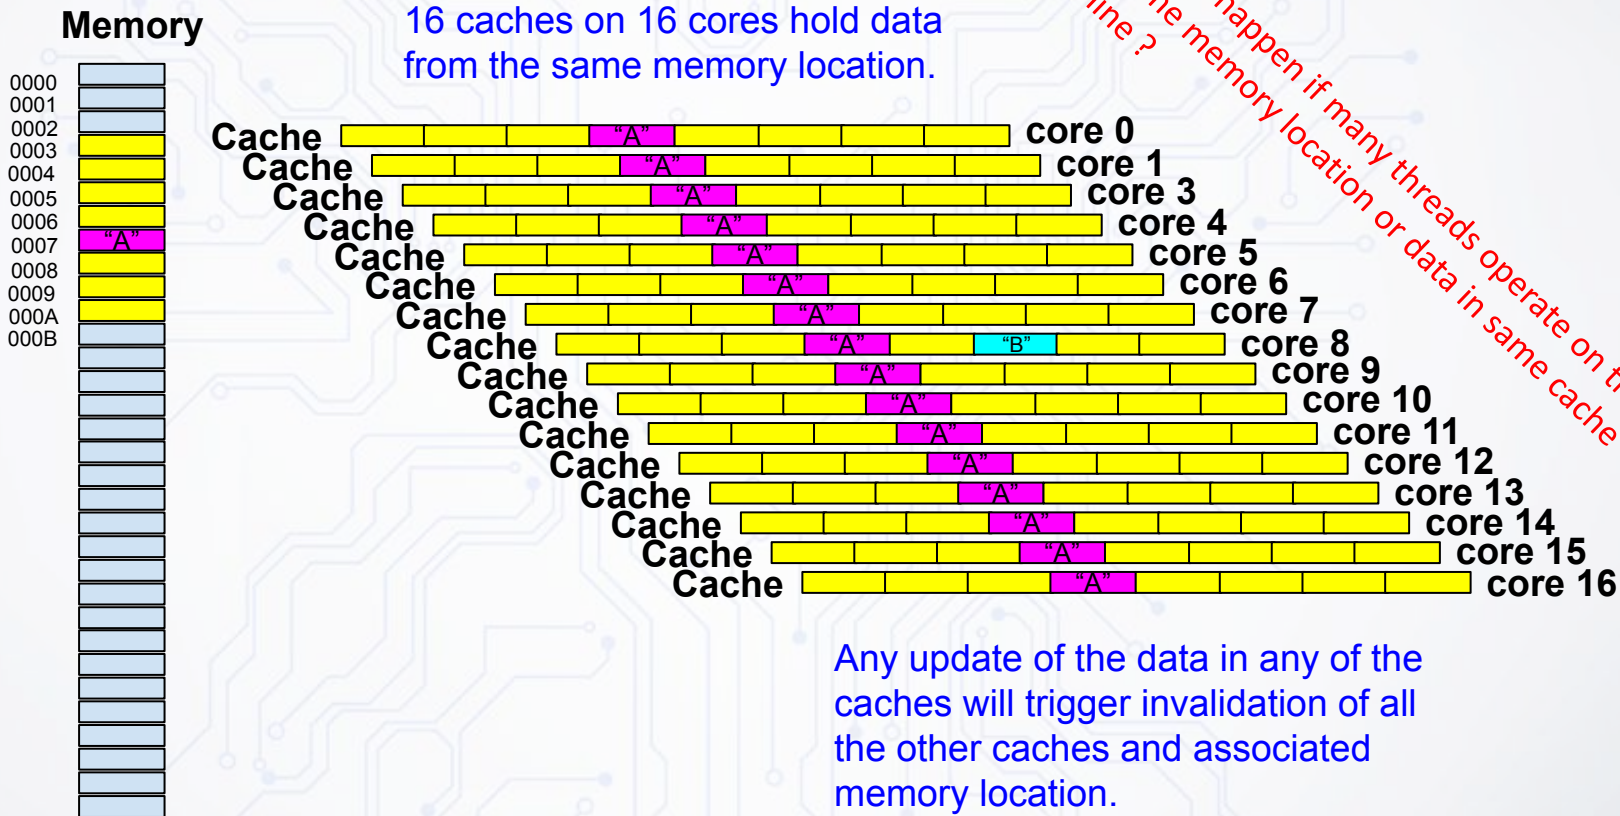 Memory
16 caches on 16 cores hold data
from the same memory location.
happen if many threads operate on
me memory location or data in same cache
line ?
0000
0001
0002
0003
0004
0005
0006
0007
0008
0009
000A
000B
“A”
Cache “A” core 0
Cache “A” core 1
Cache “A” core 3
Cache “A” core 4
Cache “A” core 5
Cache “A” core 6
Cache “A” core 7
Cache “A” “B” core 8
Cache “A” core 9
Cache “A” core 10
Cache “A” core 11
Cache “A” core 12
Cache “A” core 13
Cache “A” core 14
Cache “A” core 15
Cache “A” core 16
Any update of the data in any of the
caches will trigger invalidation of all
the other caches and associated
memory location.